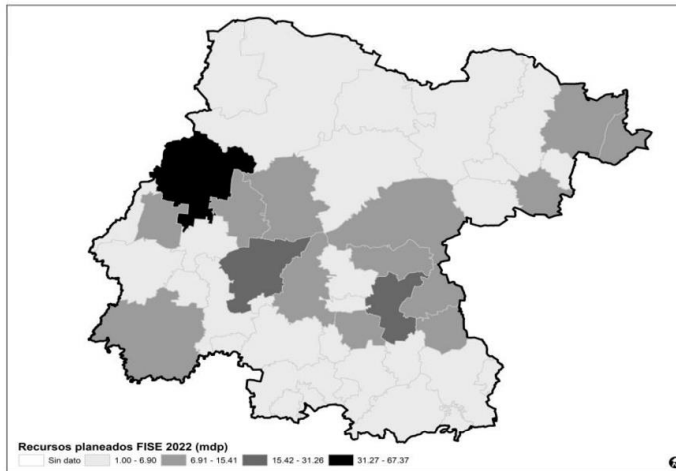 Recursos planeados FISE 2022 (mdp)
Sin dato 1.00 - 6.90 6.91 - 15.41 15.42 - 31.26 31.27 - 67.37